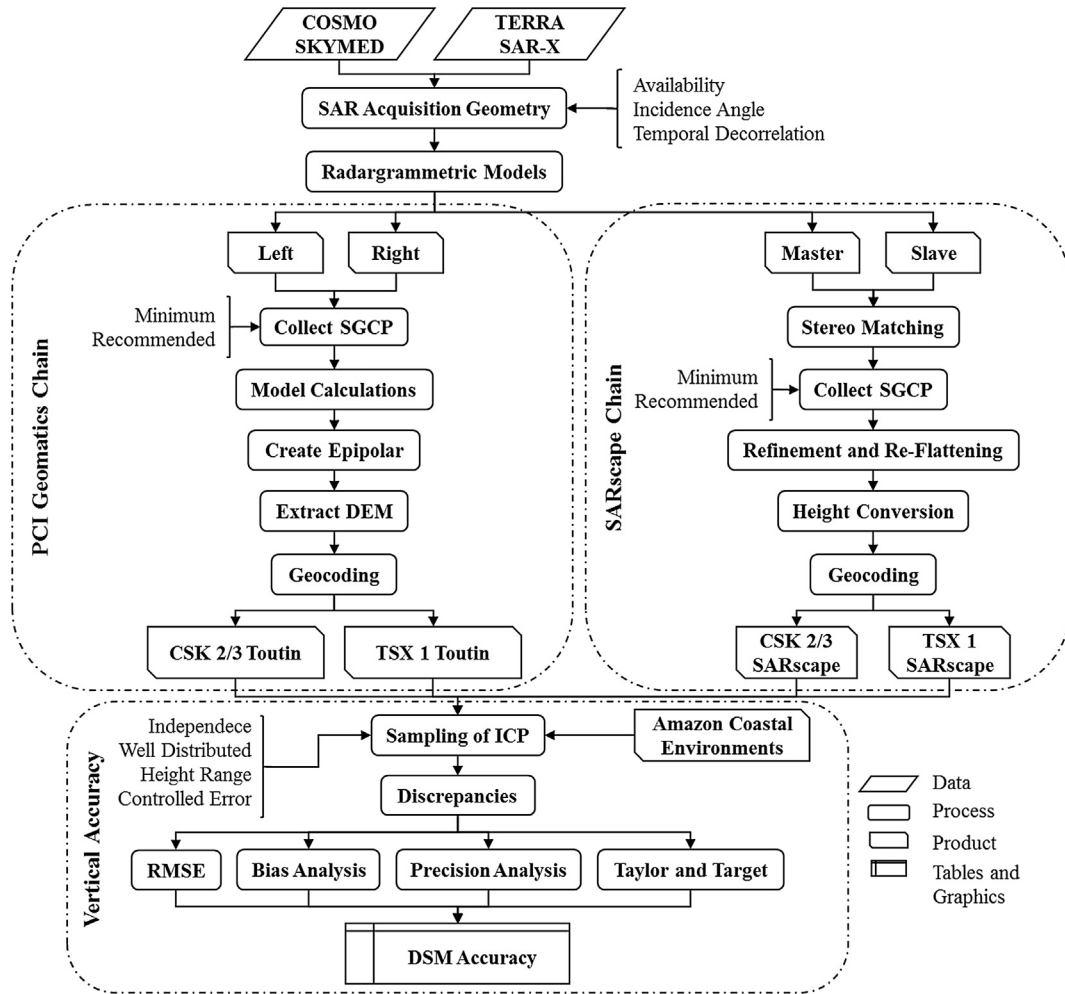 COSMO
SKYMED
TERRA
SAR-X
SAR Acquisition Geometry
Availability
Incidence Angle
Temporal Decorrelation
Radargrammetric Models
PCI Geomatics Chain
Left
Right
Minimum
Recommended
Collect SGCP
Model Calculations
Create Epipolar
Extract DEM
Geocoding
CSK 2/3 Toutin
TSX 1 Toutin
SARscape Chain
Master
Slave
Stereo Matching
Minimum
Recommended
Collect SGCP
Refinement and Re-Flattening
Height Conversion
Geocoding
CSK 2/3
SARscape
TSX 1
SARscape
Vertical Accuracy
Independece
Well Distributed
Height Range
Controlled Error
Sampling of ICP
Amazon Coastal
Environments
Discrepancies
RMSE
Bias Analysis
Precision Analysis
Taylor and Target
DSM Accuracy
Data
Process
Product
Tables and
Graphics